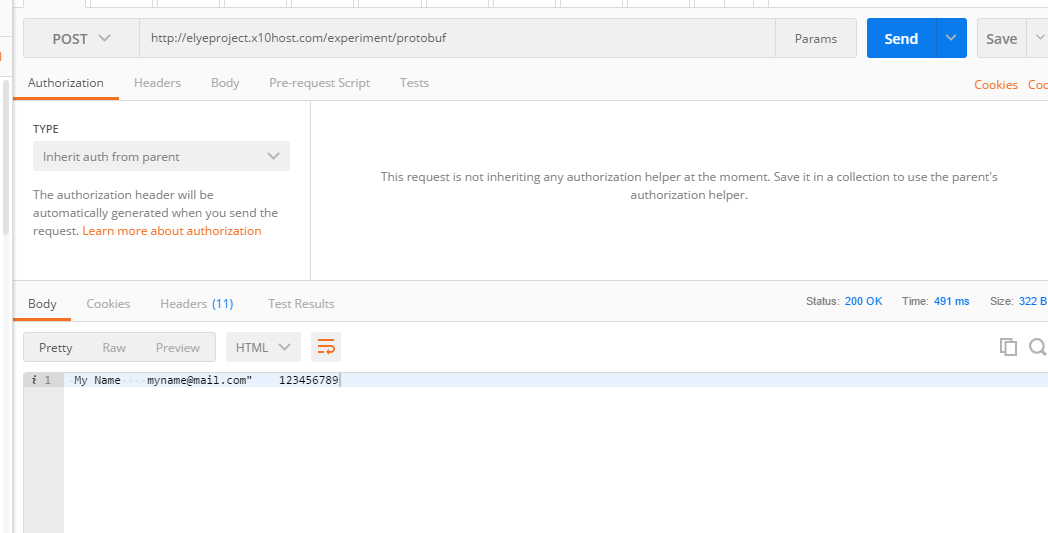 POST http://elyeproject.x10host.com/experiment/protobuf Params Send Save
Authorization Headers Body Pre-request Script Tests Cookies
TYPE
Inherit auth from parent
The authorization header will be
automatically generated when you send the
request. Learn more about authorization
This request is not inheriting any authorization helper at the moment. Save it in a collection to use the parent's
authorization helper.
Body Cookies Headers (11) Test Results Status: 200 OK Time: 491 ms Size: 322 B
Pretty Raw Preview HTML
i 1 My Name myname@mail.com" 123456789